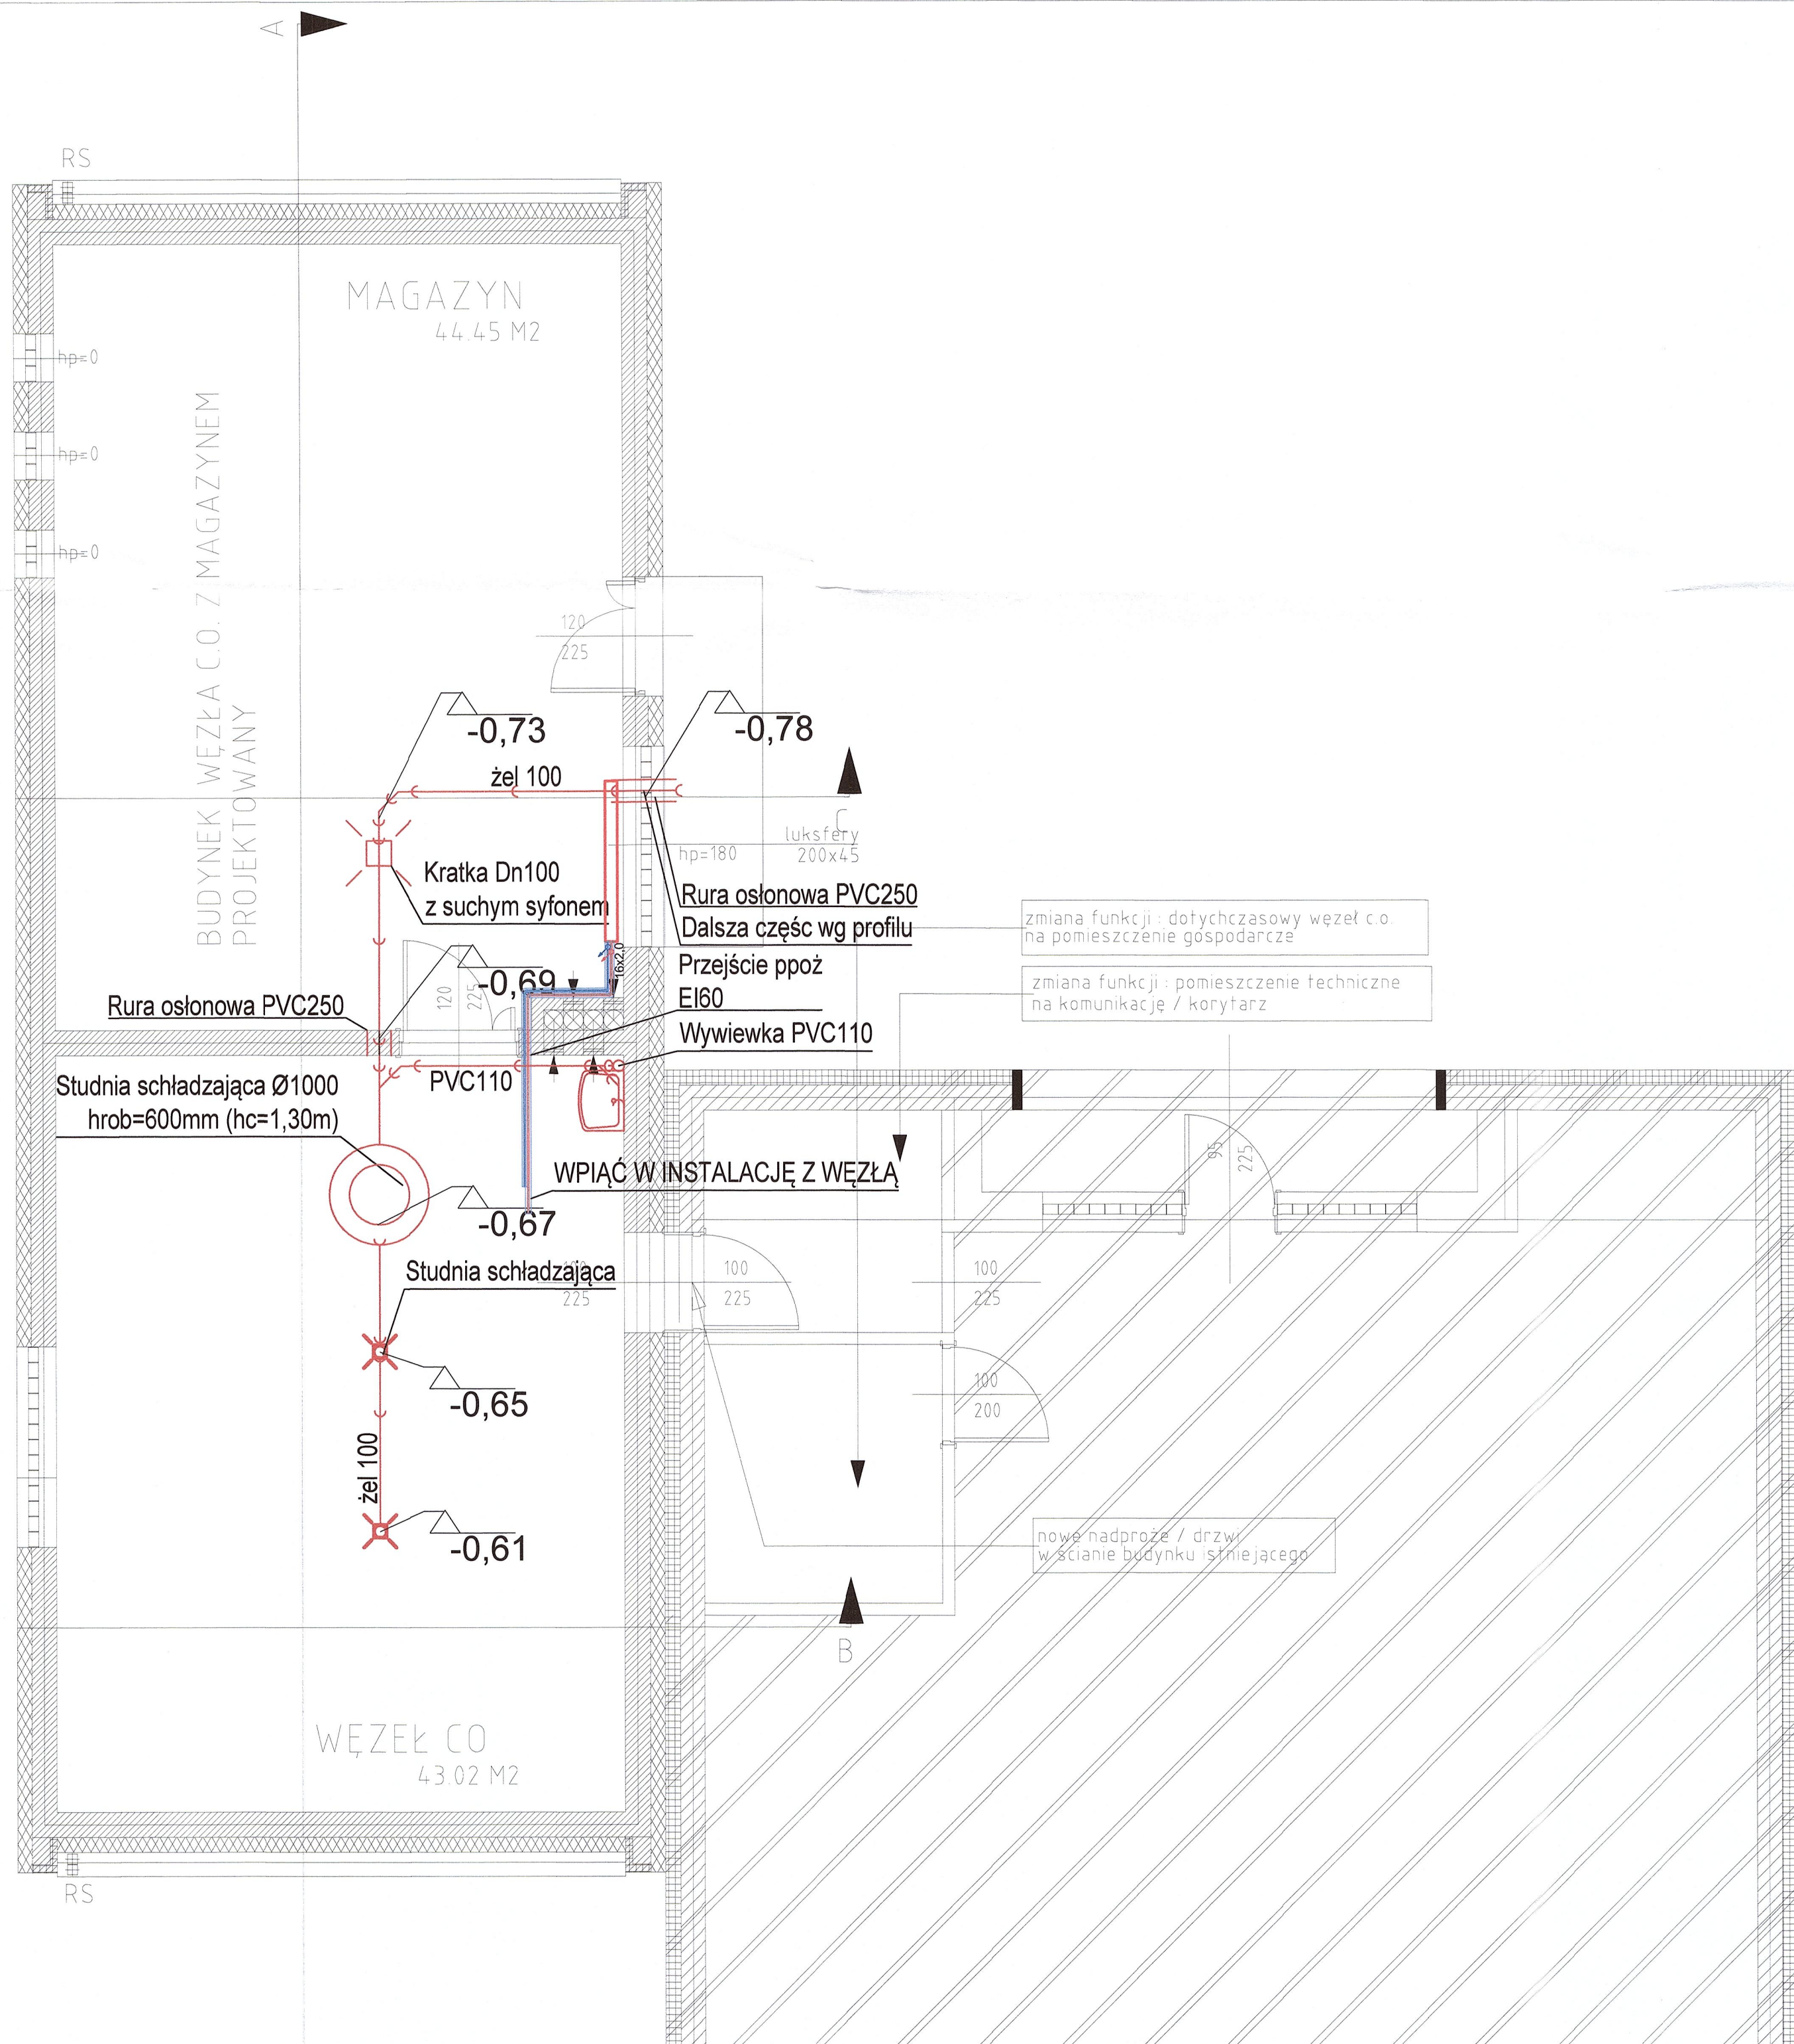 A
RS
MAGAZYN
44.45 M2
hp=0
hp=0
hp=0
BUDYNEK WĘZŁA C.O. Z MAGAZYNEM
PROJEKTOWANY
120
225
-0,73
-0,78
żel 100
C
luksfery
hp=180
200x45
Kratka Dn100
z suchym syfonem
Rura osłonowa PVC250
Dalsza częśc wg profilu
zmiana funkcji : dotychczasowy węzeł c.o.
na pomieszczenie gospodarcze
16x2,0
Przejście ppoż
EI60
zmiana funkcji : pomieszczenie techniczne
na komunikację / korytarz
-0,69
120
225
Rura osłonowa PVC250
Wywiewka PVC110
PVC110
Studnia schładzająca Ø1000
hrob=600mm (hc=1,30m)
95
225
WPIĄĆ W INSTALACJĘ Z WĘZŁĄ
-0,67
Studnia schładzająca
100
225
100
225
100
225
-0,65
100
200
żel 100
-0,61
nowe nadproże / drzwi
w ścianie budynku istniejącego
B
WĘZEŁ CO
43.02 M2
RS